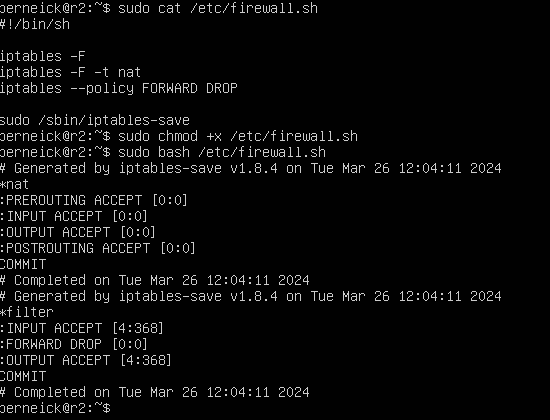 perneick@r2:~$ sudo cat /etc/firewall.sh
#!/bin/sh
iptables -F
iptables -F -t nat
iptables --policy FORWARD DROP
sudo /sbin/iptables-save
perneick@r2:~$ sudo chmod +x /etc/firewall.sh
perneick@r2:~$ sudo bash /etc/firewall.sh
# Generated by iptables-save v1.8.4 on Tue Mar 26 12:04:11 2024
*nat
:PREROUTING ACCEPT [0:0]
:INPUT ACCEPT [0:0]
:OUTPUT ACCEPT [0:0]
:POSTROUTING ACCEPT [0:0]
COMMIT
# Completed on Tue Mar 26 12:04:11 2024
# Generated by iptables-save v1.8.4 on Tue Mar 26 12:04:11 2024
*filter
:INPUT ACCEPT [4:368]
:FORWARD DROP [0:0]
:OUTPUT ACCEPT [4:368]
COMMIT
# Completed on Tue Mar 26 12:04:11 2024
perneick@r2:~$